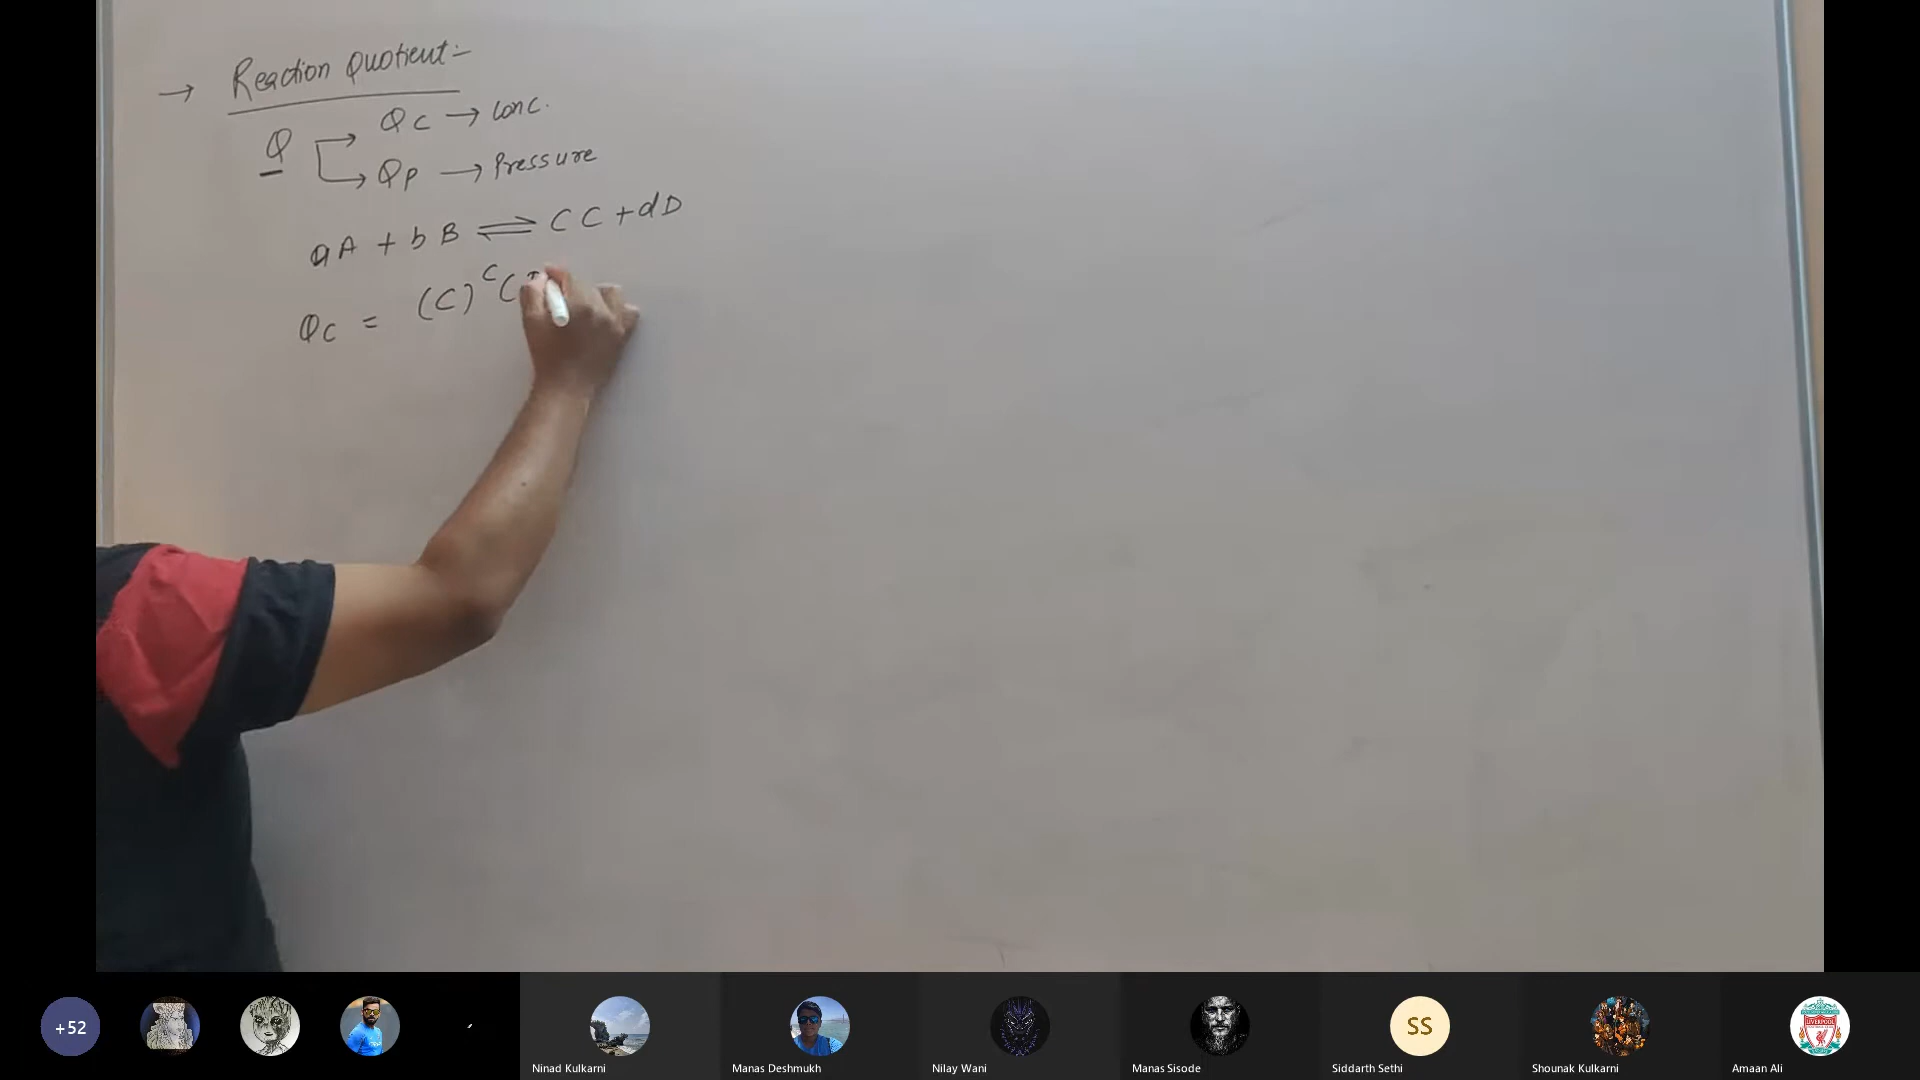 → Reaction Quotient :-
Q → Qc → Conc.
→ Qp → Pressure
aA + bB ⇌ CC + dD
Qc = (C)^c (D
+52
SS
LIVERPOOL
Ninad Kulkarni
Manas Deshmukh
Nilay Wani
Manas Sisode
Siddarth Sethi
Shounak Kulkarni
Amaan Ali